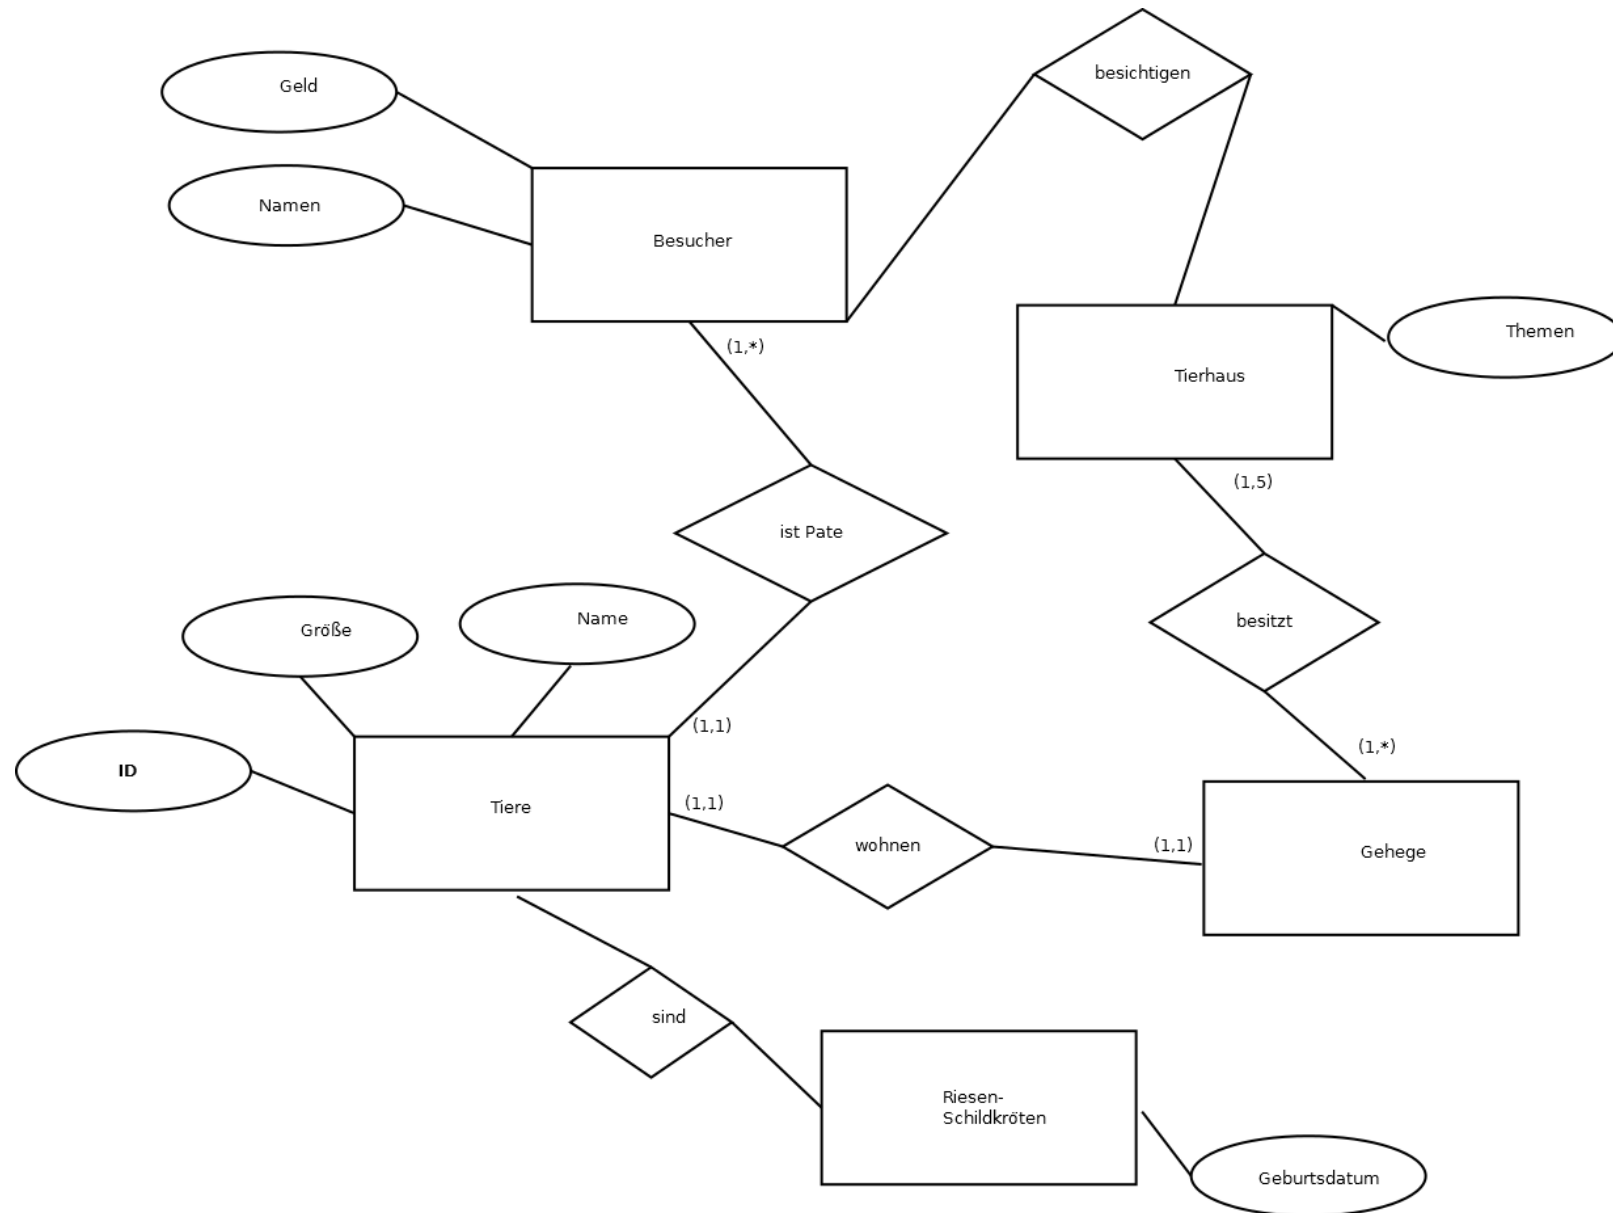 besichtigen
Geld
Namen
Besucher
Themen
(1,*)
Tierhaus
(1,5)
ist Pate
Name
besitzt
Größe
(1,1)
(1,*)
ID
(1,1)
Tiere
wohnen
(1,1)
Gehege
sind
Riesen-
Schildkröten
Geburtsdatum